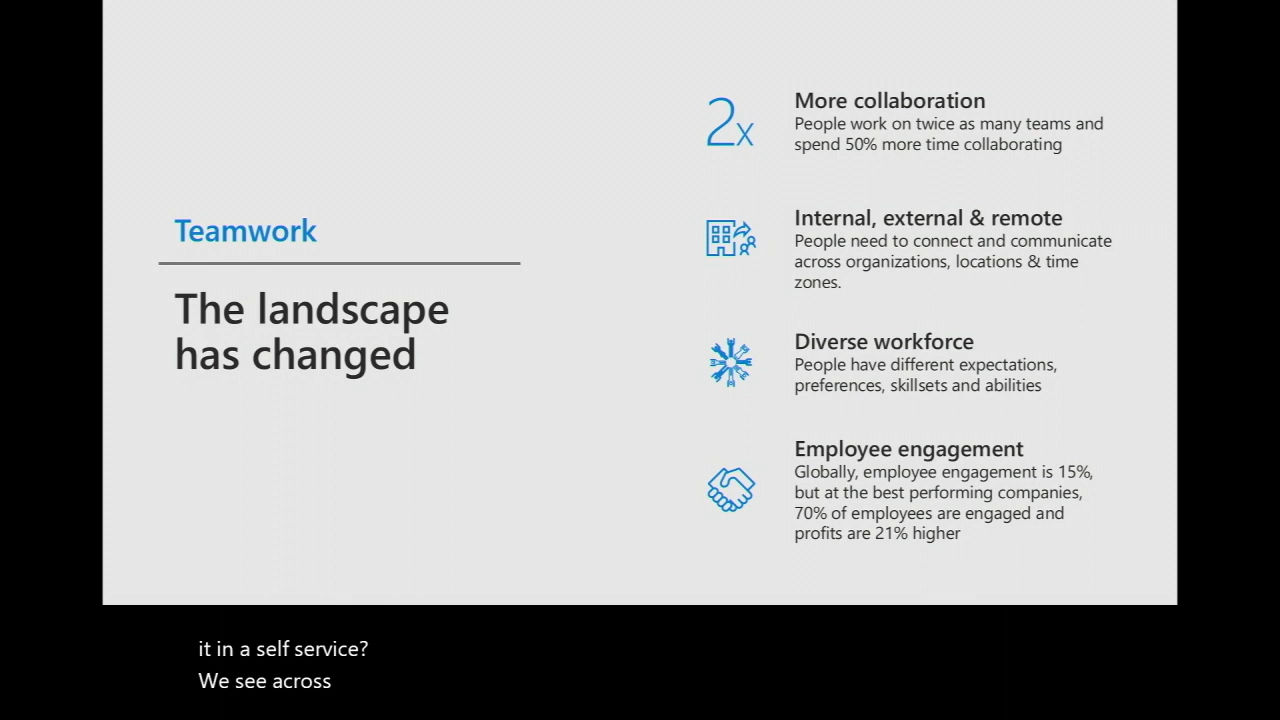 Teamwork
The landscape
has changed
2x
More collaboration
People work on twice as many teams and
spend 50% more time collaborating
Internal, external & remote
People need to connect and communicate
across organizations, locations & time
zones.
Diverse workforce
People have different expectations,
preferences, skillsets and abilities
Employee engagement
Globally, employee engagement is 15%,
but at the best performing companies,
70% of employees are engaged and
profits are 21% higher
it in a self service?
We see across